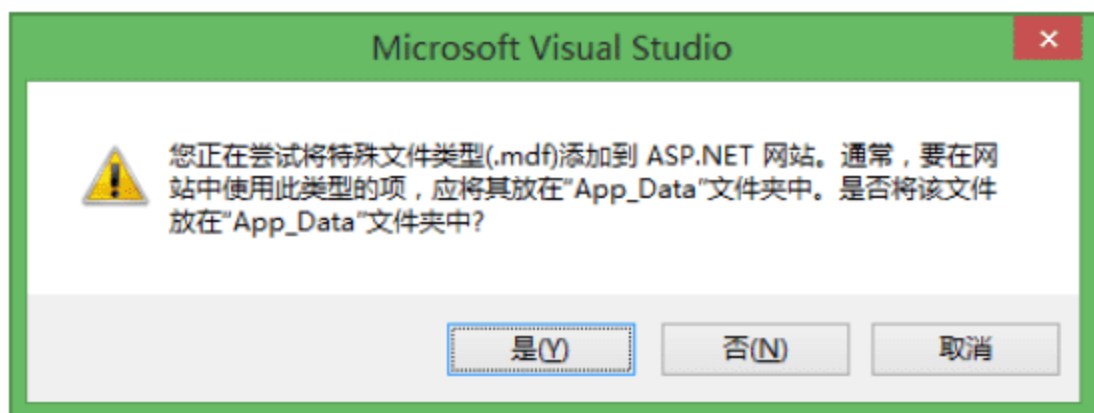 Microsoft Visual Studio
×
您正在尝试将特殊文件类型(.mdf)添加到 ASP.NET 网站。通常，要在网
站中使用此类型的项，应将其放在“App_Data”文件夹中。是否将该文件
放在“App_Data”文件夹中?
是(Y) 否(N) 取消